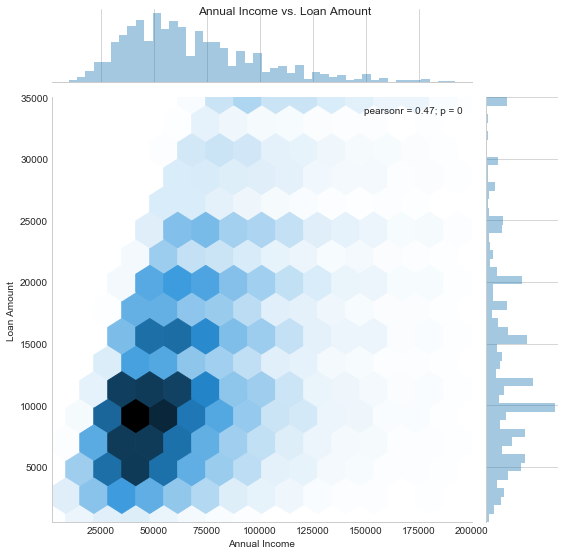 Annual Income vs. Loan Amount
pearsonr = 0.47; p = 0
35000
30000
25000
20000
15000
10000
5000
Loan Amount
25000 50000 75000 100000 125000 150000 175000 200000
Annual Income